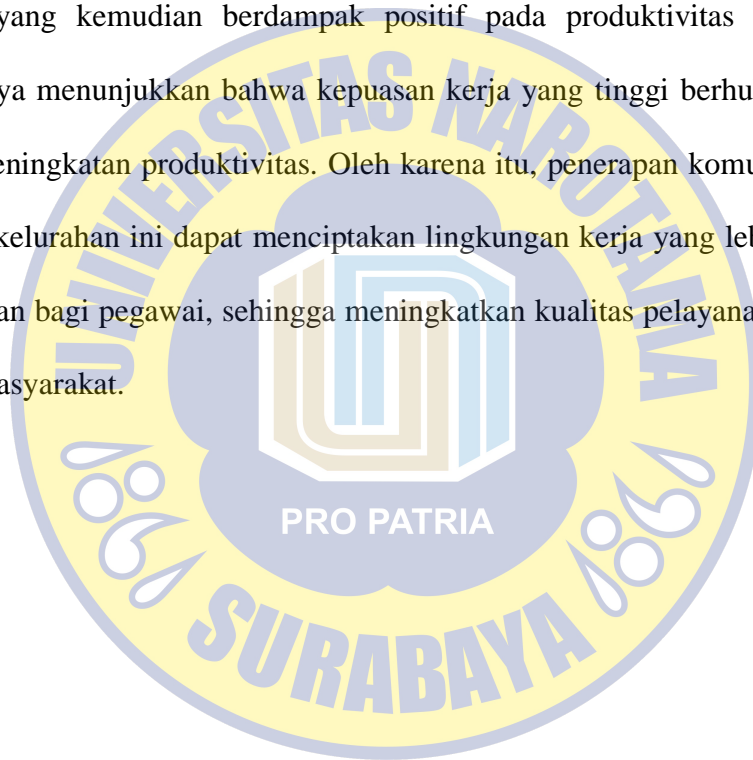 yang kemudian berdampak positif pada produktivitas
ya menunjukkan bahwa kepuasan kerja yang tinggi berhu
eningkatan produktivitas. Oleh karena itu, penerapan komu
kelurahan ini dapat menciptakan lingkungan kerja yang leb
an bagi pegawai, sehingga meningkatkan kualitas pelayana
asyarakat.
UNIVERSITAS NAROTAMA
PRO PATRIA
SURABAYA